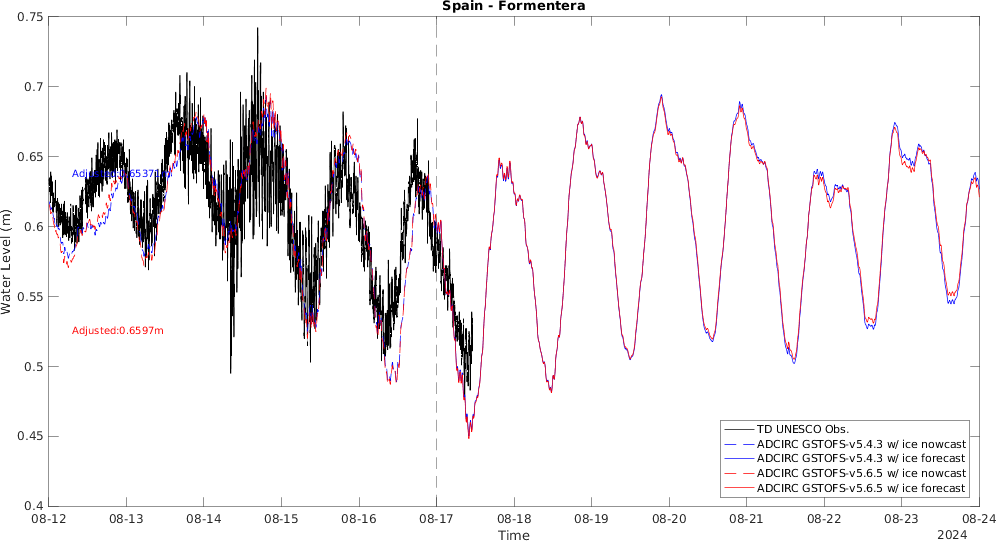 Spain - Formentera
0.75
0.7
0.65
0.6
0.55
0.5
0.45
0.4
Water Level (m)
Adjusted:0.65371m
Adjusted:0.6597m
TD UNESCO Obs.
ADCIRC GSTOFS-v5.4.3 w/ ice nowcast
ADCIRC GSTOFS-v5.4.3 w/ ice forecast
ADCIRC GSTOFS-v5.6.5 w/ ice nowcast
ADCIRC GSTOFS-v5.6.5 w/ ice forecast
08-12 08-13 08-14 08-15 08-16 08-17 08-18 08-19 08-20 08-21 08-22 08-23 08-24
Time
2024